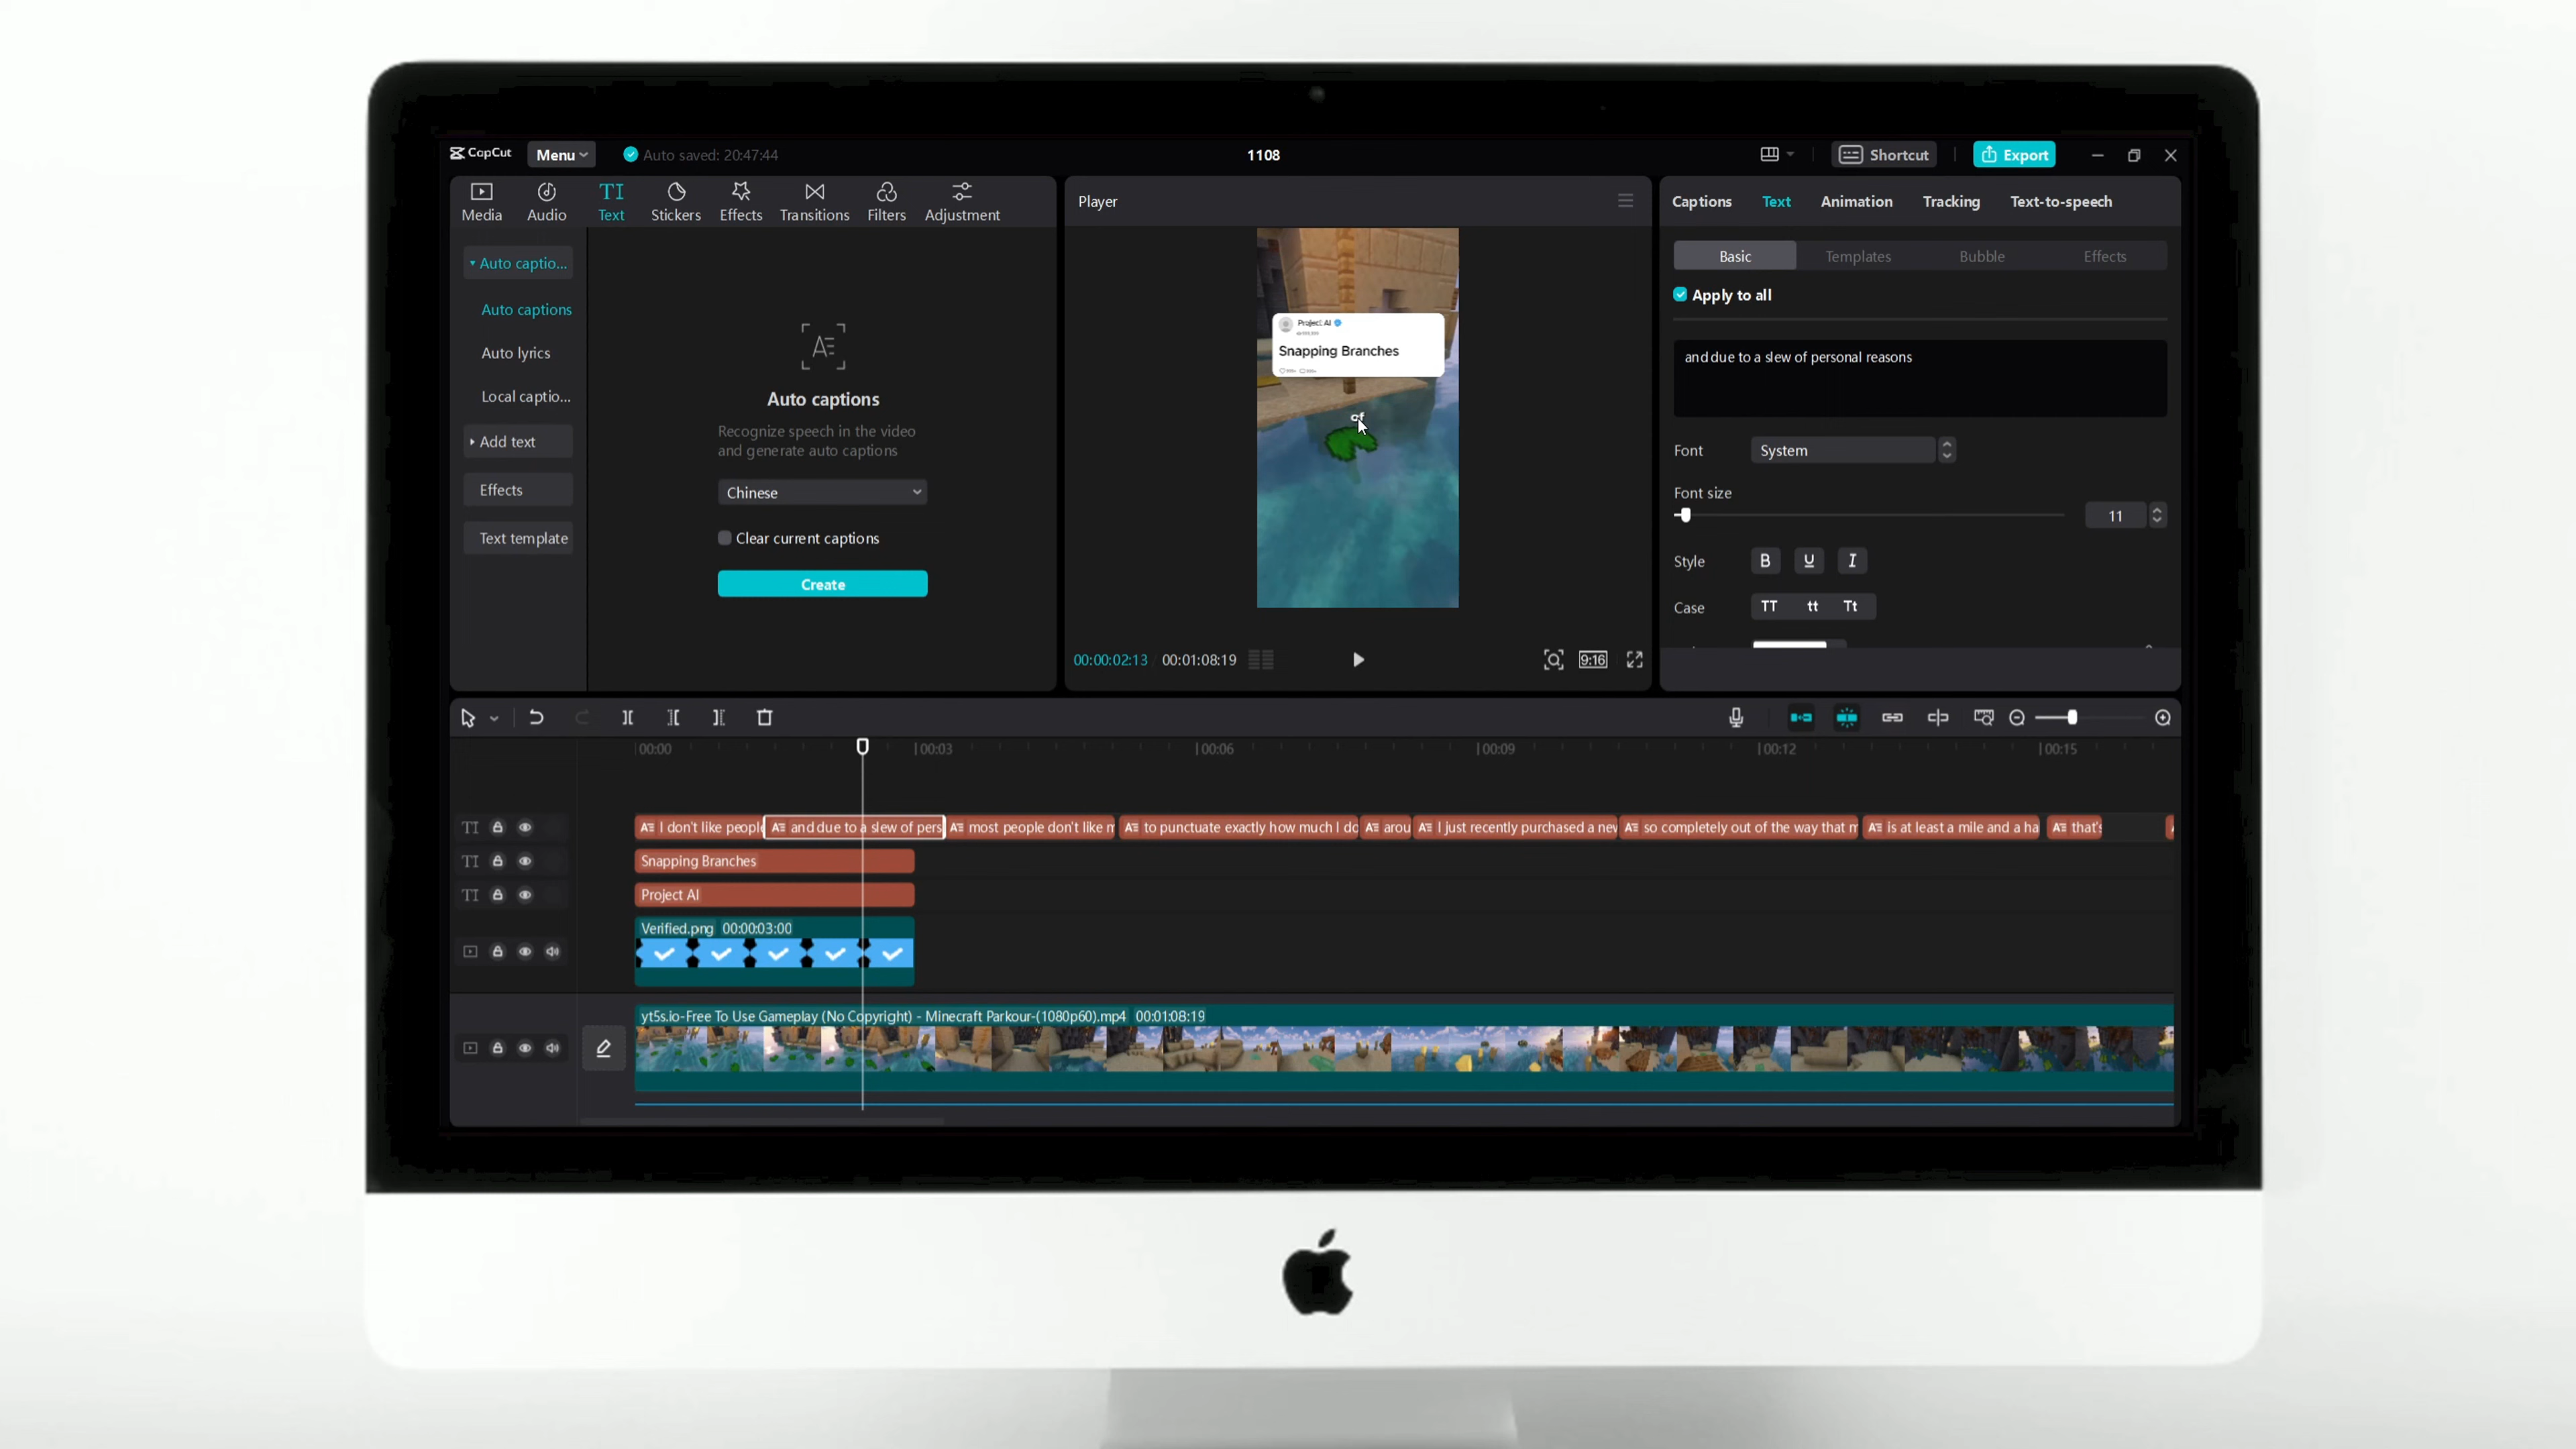 CapCut
Menu
Auto saved: 20:47:44
1108
Shortcut
Export
Media
Audio
TI
Text
Stickers
Effects
Transitions
Filters
Adjustment
Auto captio...
Auto captions
Auto lyrics
Local captio...
Add text
Effects
Text template
Auto captions
Recognize speech in the video
and generate auto captions
Chinese
Clear current captions
Create
Player
Project AI
Snapping Branches
of
00:00:02:13
00:01:08:19
9:16
Captions
Text
Animation
Tracking
Text-to-speech
Basic
Templates
Bubble
Effects
Apply to all
and due to a slew of personal reasons
Font
System
Font size
11
Style
B
U
I
Case
TT
tt
Tt
00:00
00:03
00:06
00:09
00:12
00:15
TI
I don't like peopl
and due to a slew of pers
most people don't like m
to punctuate exactly how much I do
arou
I just recently purchased a nev
so completely out of the way that m
is at least a mile and a ha
that's
TI
Snapping Branches
TI
Project AI
Verified.png 00:00:03:00
yt5s.io-Free To Use Gameplay (No Copyright) - Minecraft Parkour-(1080p60).mp4 00:01:08:19